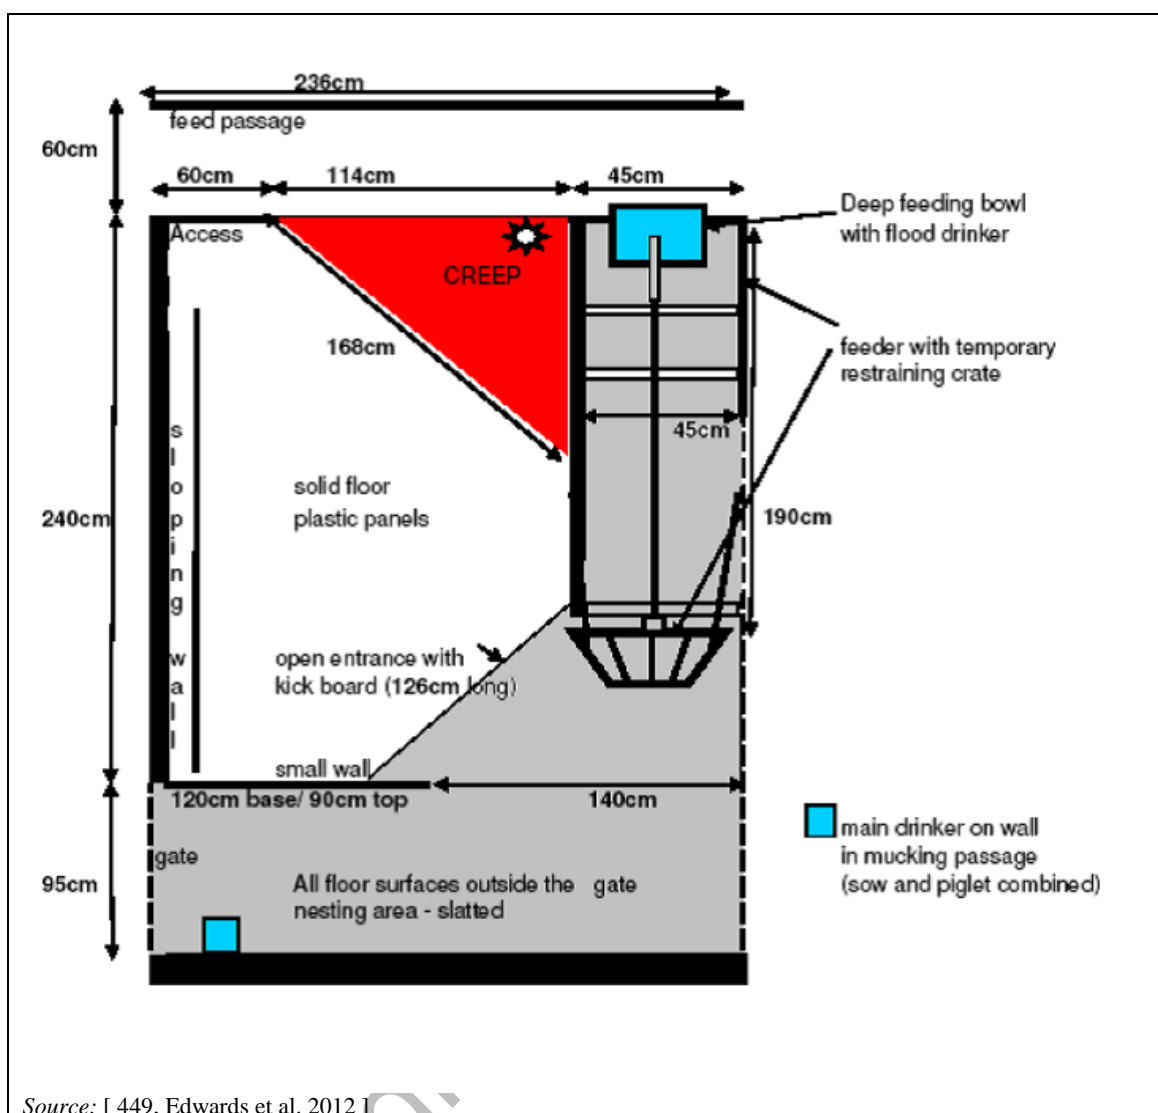 236cm
feed passage
60cm
60cm
114cm
45cm
Deep feeding bowl
with flood drinker
Access
CREEP
168cm
feeder with temporary
restraining crate
45cm
sloping wall
solid floor
plastic panels
240cm
190cm
open entrance with
kick board (126cm long)
small wall
120cm base/ 90cm top
140cm
main drinker on wall
in mucking passage
(sow and piglet combined)
gate
95cm
All floor surfaces outside the
nesting area - slatted
gate
Source: [ 449, Edwards et al. 2012 ]